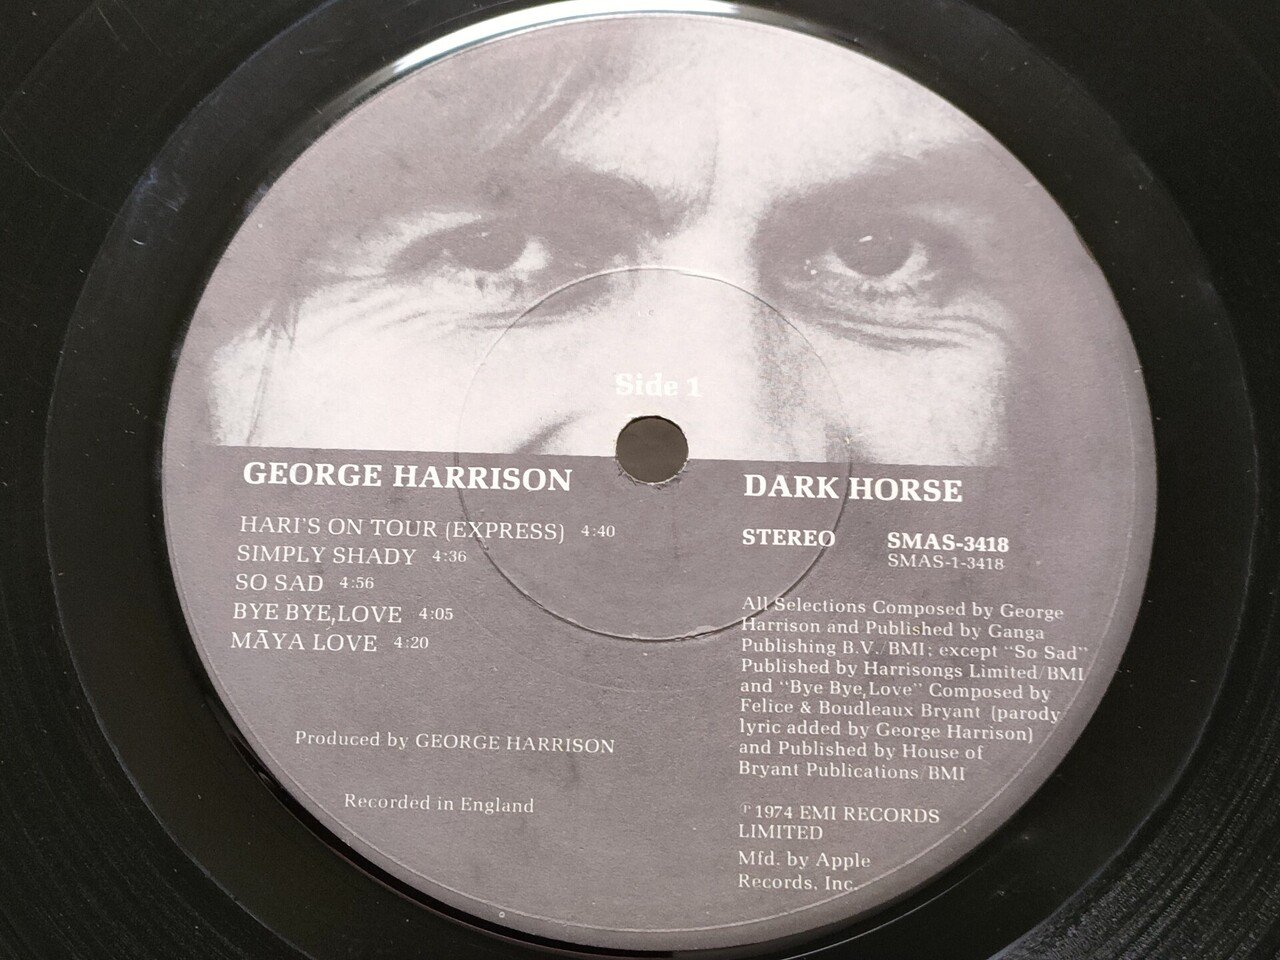 Side 1
GEORGE HARRISON
HARI'S ON TOUR (EXPRESS) 4:40
SIMPLY SHADY 4:36
SO SAD 4:56
BYE BYE,LOVE 4:05
MĀYA LOVE 4:20
Produced by GEORGE HARRISON
Recorded in England
DARK HORSE
STEREO SMAS-3418
SMAS-1-3418
All Selections Composed by George
Harrison and Published by Ganga
Publishing B.V./BMI; except "So Sad"
Published by Harrisongs Limited/BMI
and "Bye Bye,Love" Composed by
Felice & Boudleaux Bryant (parody
lyric added by George Harrison)
and Published by House of
Bryant Publications/BMI
℗ 1974 EMI RECORDS
LIMITED
Mfd. by Apple
Records, Inc.